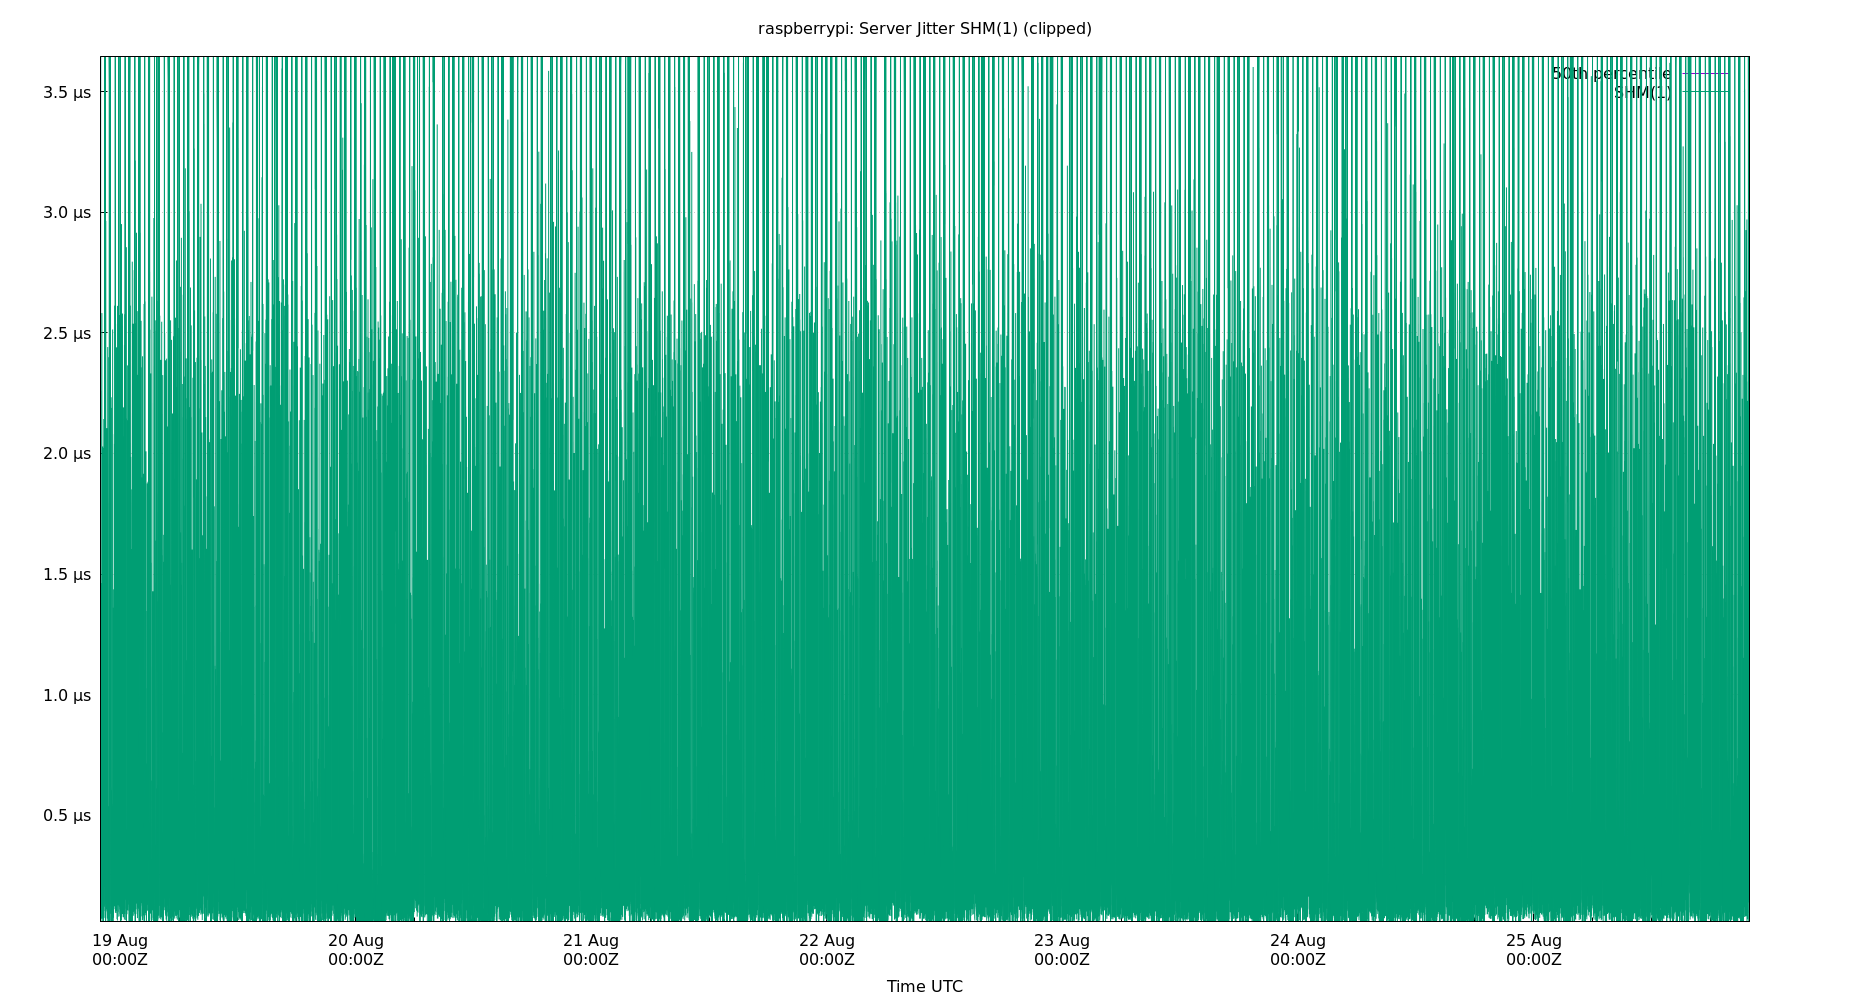 raspberrypi: Server Jitter SHM(1) (clipped)
50th percentile
SHM(1)
3.5 µs
3.0 µs
2.5 µs
2.0 µs
1.5 µs
1.0 µs
0.5 µs
19 Aug 20 Aug 21 Aug 22 Aug 23 Aug 24 Aug 25 Aug
00:00Z 00:00Z 00:00Z 00:00Z 00:00Z 00:00Z 00:00Z
Time UTC